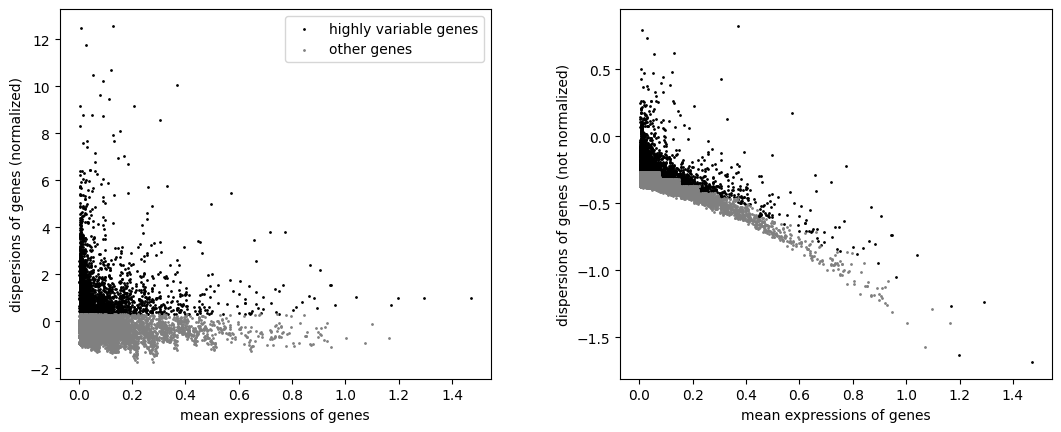 dispersions of genes (normalized)
12
10
8
6
4
2
0
−2
highly variable genes
other genes
0.0 0.2 0.4 0.6 0.8 1.0 1.2 1.4
mean expressions of genes
dispersions of genes (not normalized)
0.5
0.0
−0.5
−1.0
−1.5
0.0 0.2 0.4 0.6 0.8 1.0 1.2 1.4
mean expressions of genes